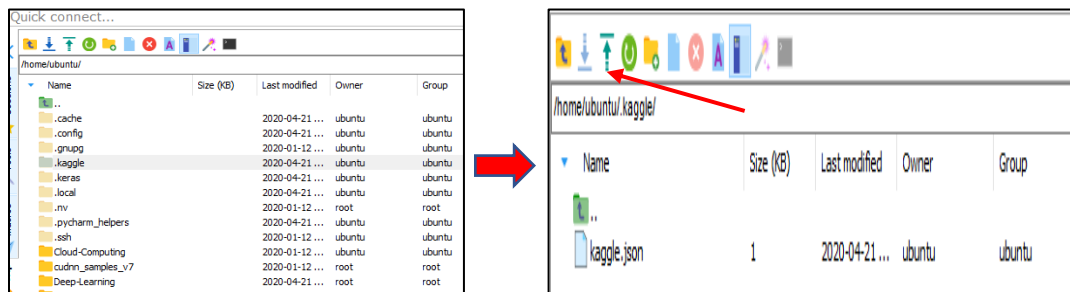 Quick connect...
/home/ubuntu/
Name Size (KB) Last modified Owner Group
..
.cache 2020-04-21 ... ubuntu ubuntu
.config 2020-04-21 ... ubuntu ubuntu
.gnupg 2020-01-12 ... ubuntu ubuntu
.kaggle 2020-04-21 ... ubuntu ubuntu
.keras 2020-04-21 ... ubuntu ubuntu
.local 2020-04-21 ... ubuntu ubuntu
.nv 2020-01-12 ... root root
.pycharm_helpers 2020-04-21 ... ubuntu ubuntu
.ssh 2020-01-12 ... ubuntu ubuntu
Cloud-Computing 2020-01-12 ... ubuntu ubuntu
cudnn_samples_v7 2020-01-12 ... root root
Deep-Learning 2020-04-21 ... root root
/home/ubuntu/.kaggle/
Name Size (KB) Last modified Owner Group
..
kaggle.json 1 2020-04-21 ... ubuntu ubuntu